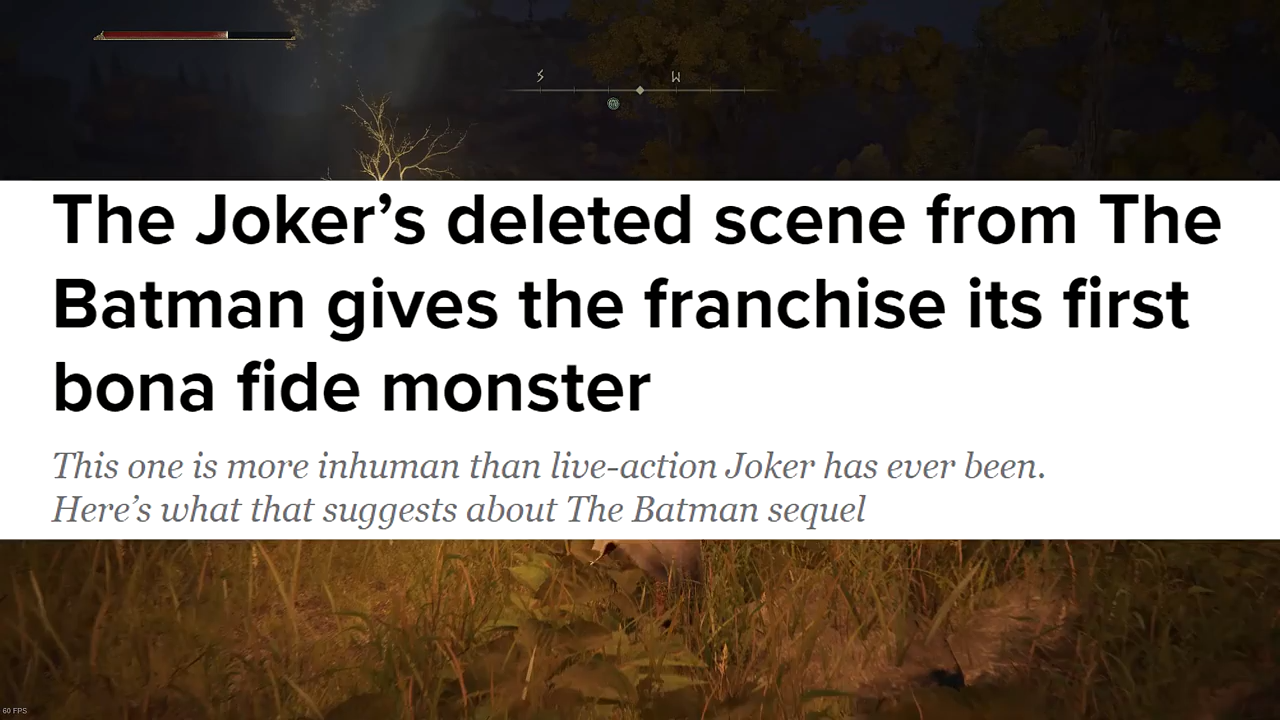 S W
The Joker’s deleted scene from The
Batman gives the franchise its first
bona fide monster
This one is more inhuman than live-action Joker has ever been.
Here’s what that suggests about The Batman sequel
60 FPS